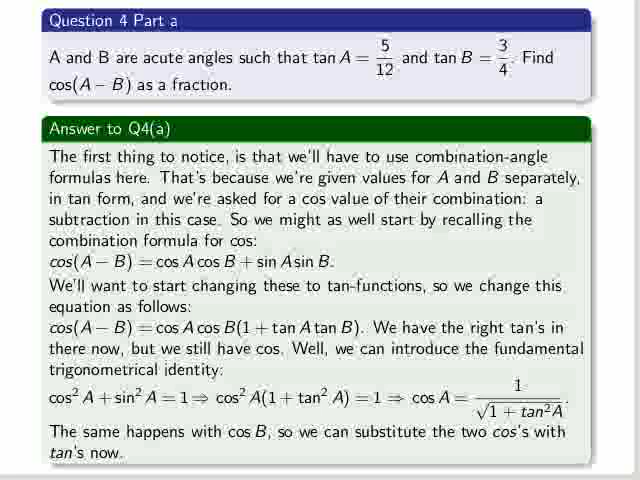 Question 4 Part a
A and B are acute angles such that tan A = 5/12 and tan B = 3/4. Find
cos(A − B) as a fraction.
Answer to Q4(a)
The first thing to notice, is that we'll have to use combination-angle
formulas here. That's because we're given values for A and B separately,
in tan form, and we're asked for a cos value of their combination: a
subtraction in this case. So we might as well start by recalling the
combination formula for cos:
cos(A − B) = cos A cos B + sin A sin B.
We'll want to start changing these to tan-functions, so we change this
equation as follows:
cos(A − B) = cos A cos B(1 + tan A tan B). We have the right tan's in
there now, but we still have cos. Well, we can introduce the fundamental
trigonometrical identity:
cos² A + sin² A = 1 ⇒ cos² A(1 + tan² A) = 1 ⇒ cos A = 1/√(1 + tan²A).
The same happens with cos B, so we can substitute the two cos's with
tan's now.